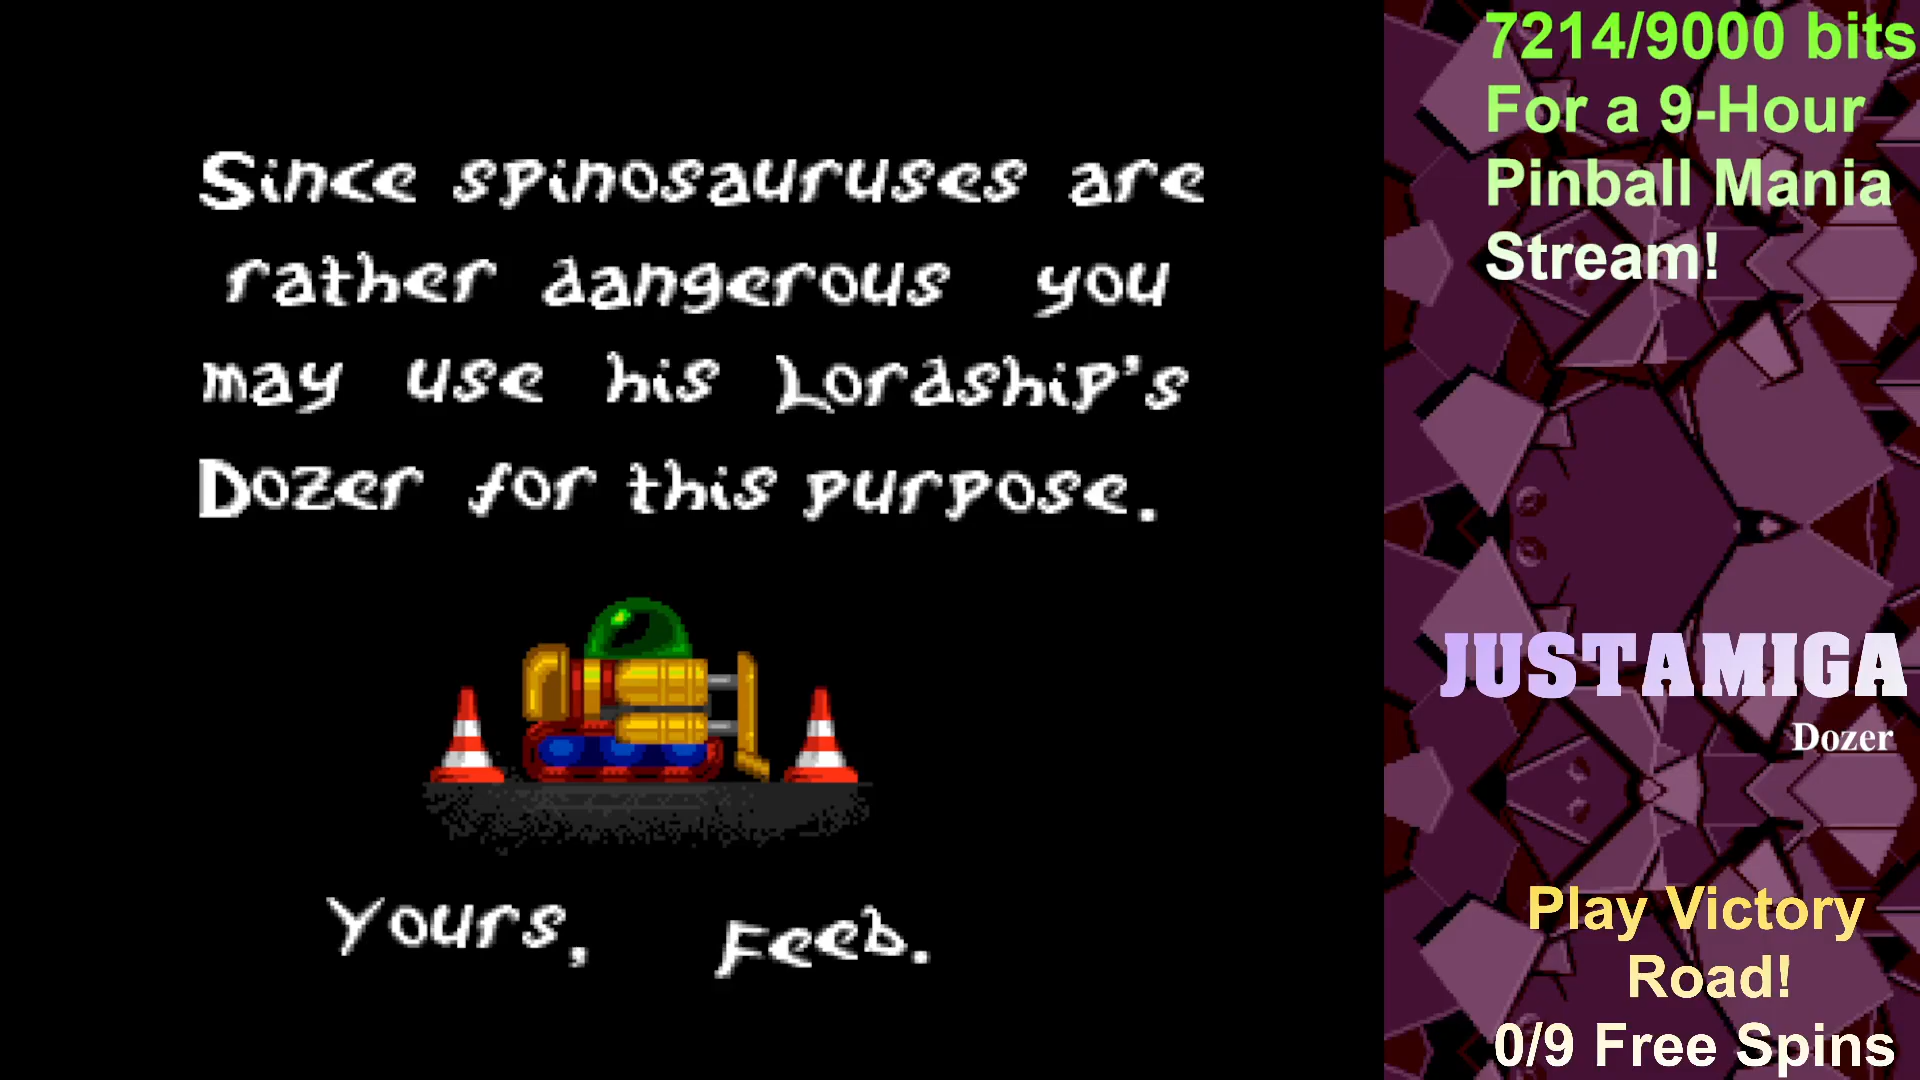 Since spinosauruses are
rather dangerous you
may use his Lordship's
Dozer for this purpose.
Yours, Feeb.
7214/9000 bits
For a 9-Hour
Pinball Mania
Stream!
JUSTAMIGA
Dozer
Play Victory
Road!
0/9 Free Spins